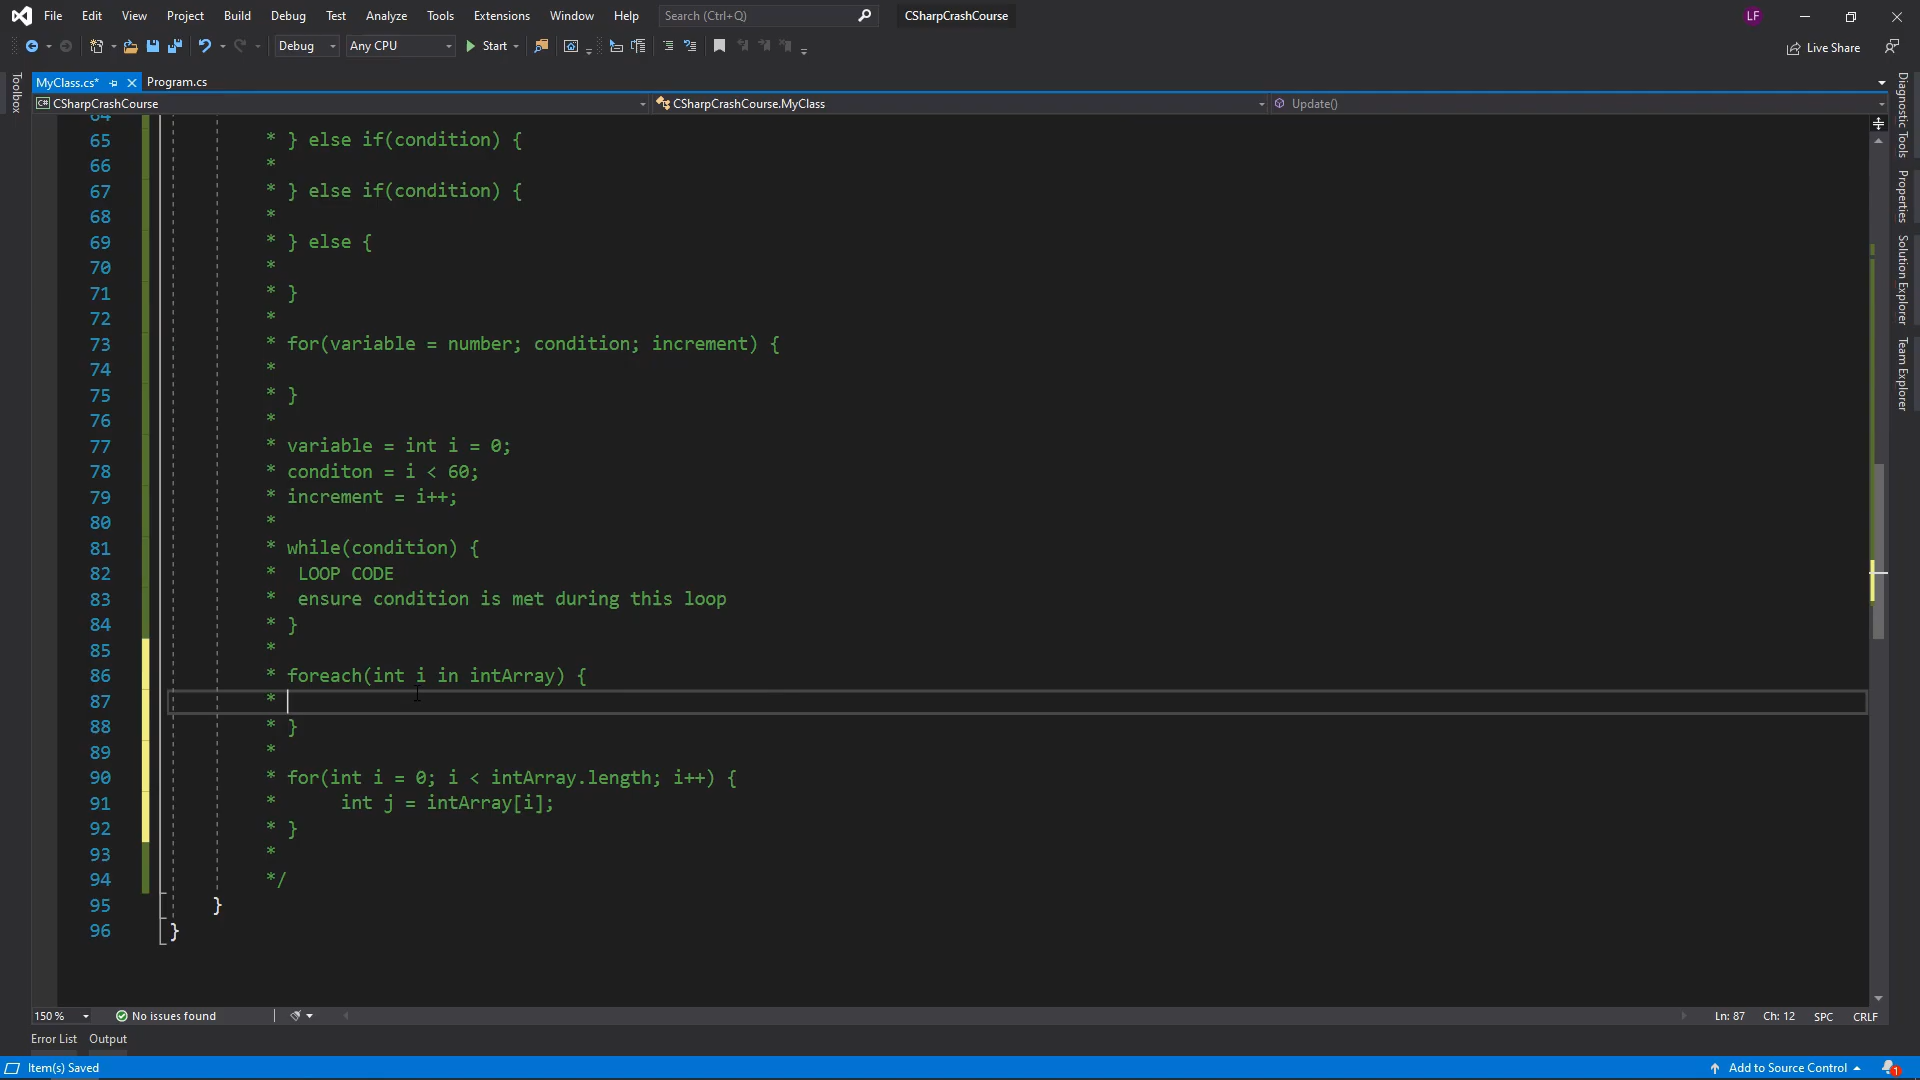 File Edit View Project Build Debug Test Analyze Tools Extensions Window Help Search (Ctrl+Q) CSharpCrashCourse LF
Debug Any CPU Start Live Share
Toolbox
MyClass.cs* Program.cs
C# CSharpCrashCourse CSharpCrashCourse.MyClass Update()
64
65 * } else if(condition) {
66 *
67 * } else if(condition) {
68 *
69 * } else {
70 *
71 * }
72 *
73 * for(variable = number; condition; increment) {
74 *
75 * }
76 *
77 * variable = int i = 0;
78 * conditon = i < 60;
79 * increment = i++;
80 *
81 * while(condition) {
82 * LOOP CODE
83 * ensure condition is met during this loop
84 * }
85 *
86 * foreach(int i in intArray) {
87 *
88 * }
89 *
90 * for(int i = 0; i < intArray.length; i++) {
91 * int j = intArray[i];
92 * }
93 *
94 */
95 }
96 }
Diagnostic Tools
Properties
Solution Explorer
Team Explorer
150 % No issues found Ln: 87 Ch: 12 SPC CRLF
Error List Output
Item(s) Saved Add to Source Control 1